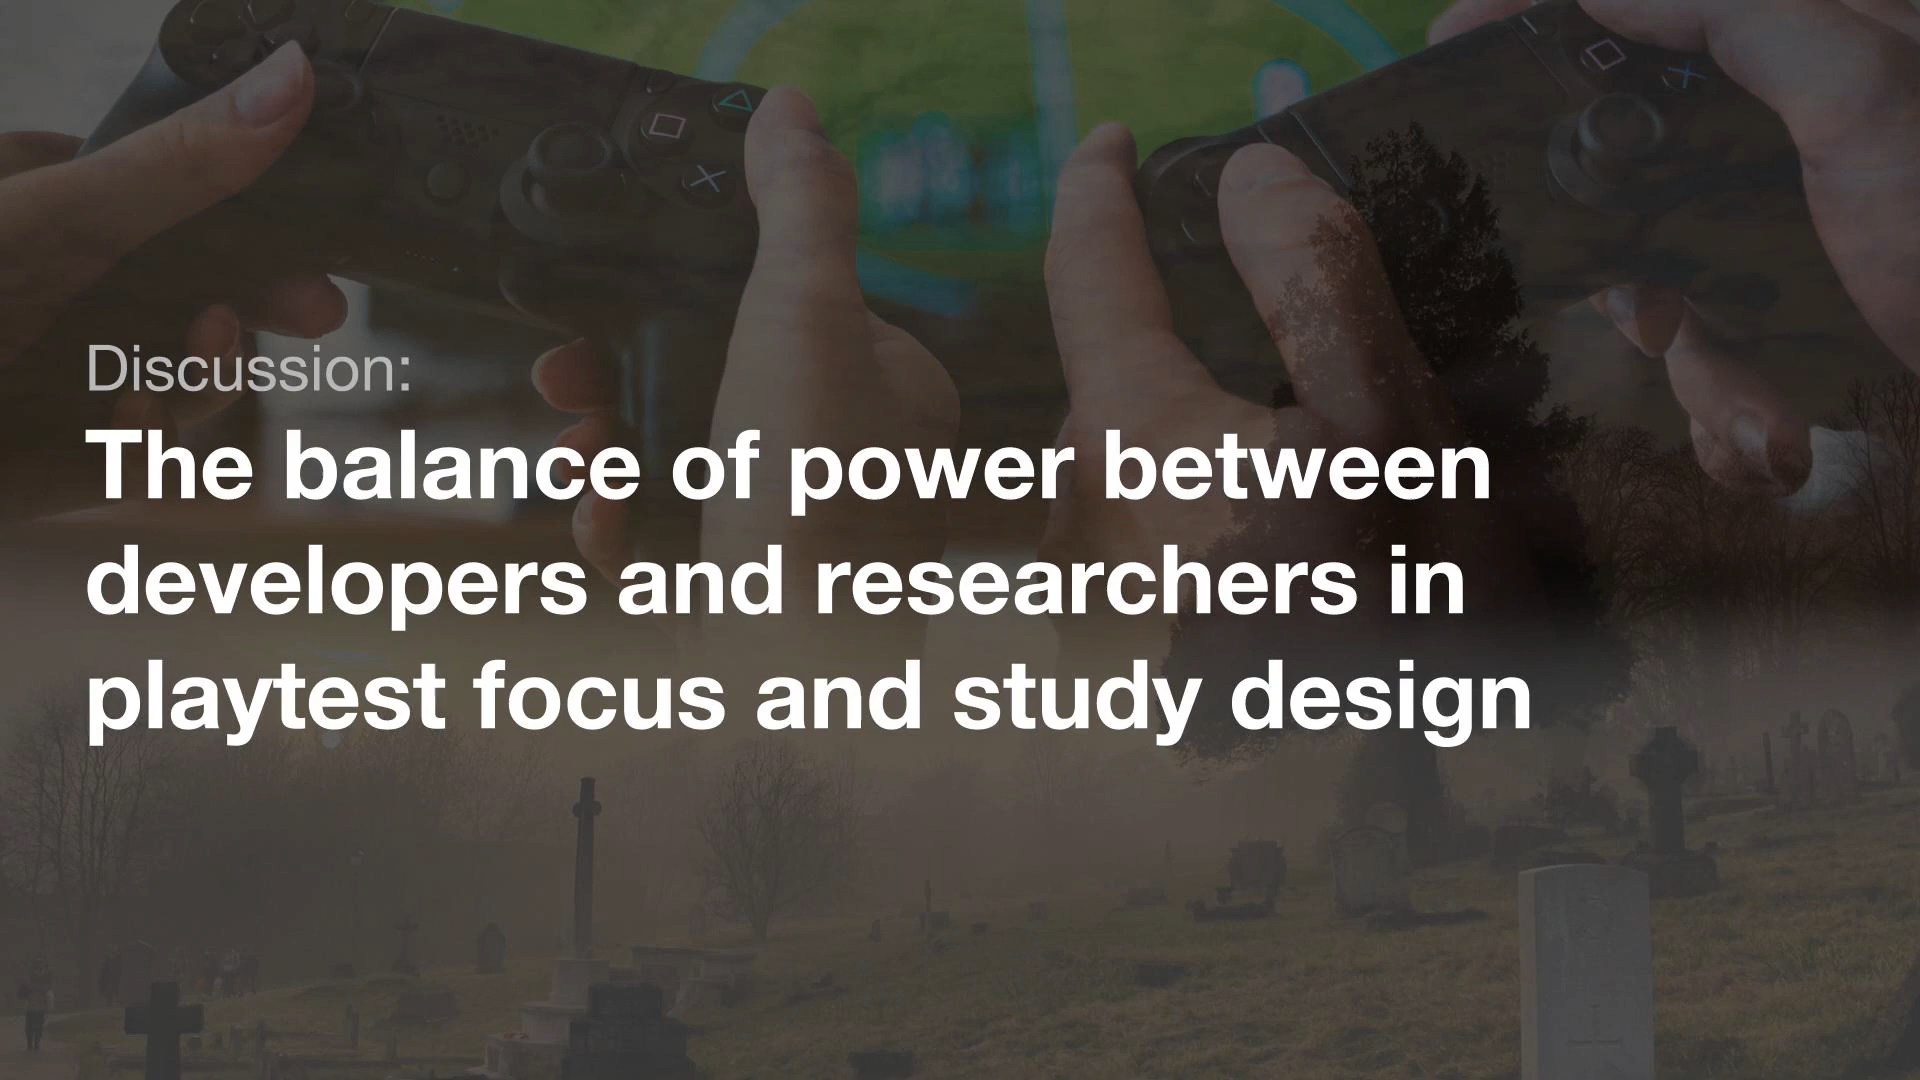 Discussion:
The balance of power between
developers and researchers in
playtest focus and study design